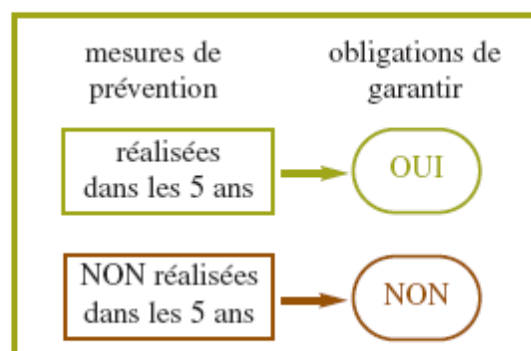 mesures de
prévention
obligations de
garantir
réalisées
dans les 5 ans
OUI
NON réalisées
dans les 5 ans
NON